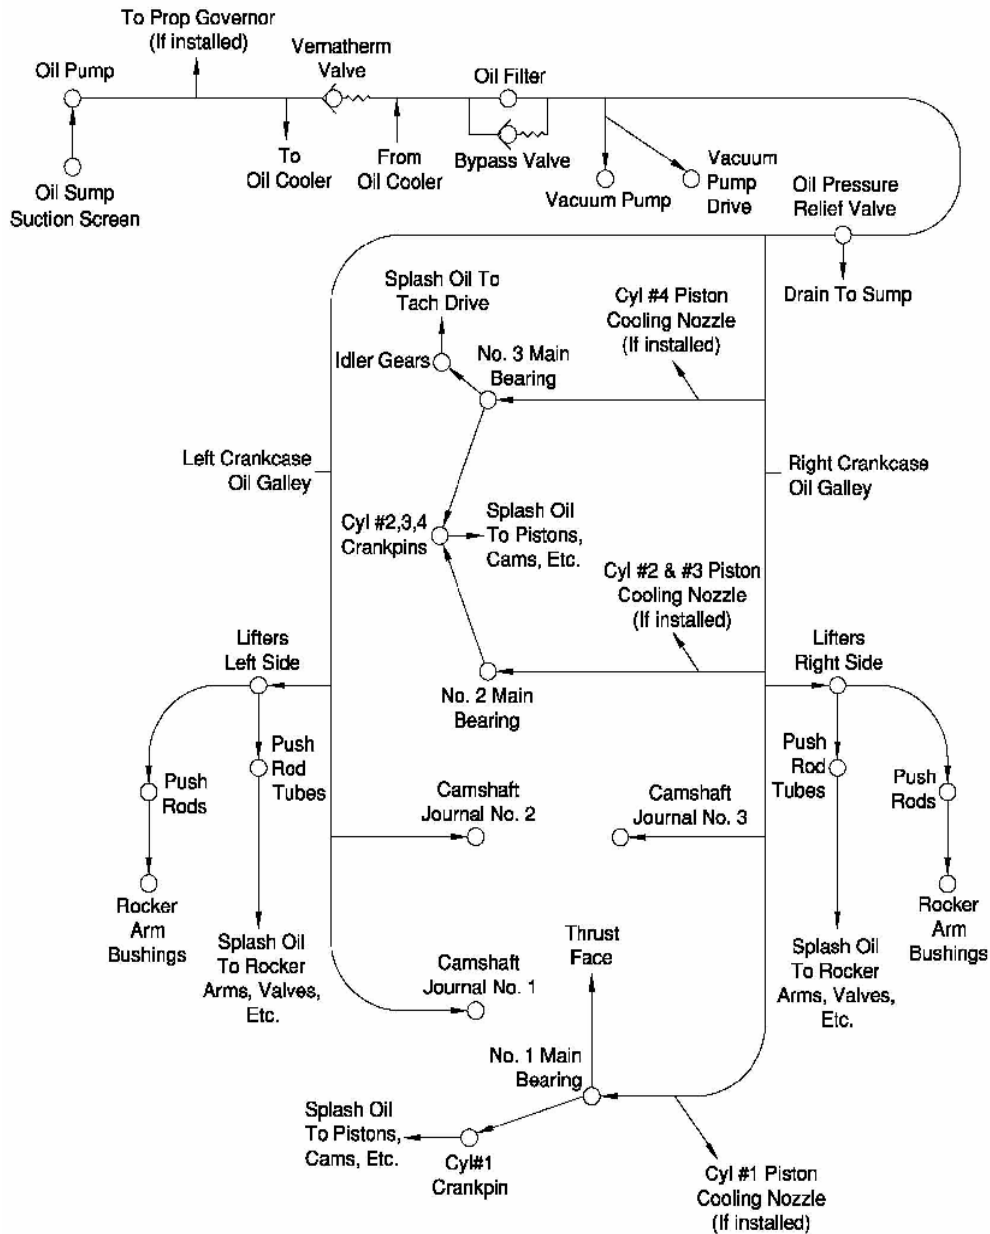 To Prop Governor
(If installed)
Vernatherm
Valve
Oil Pump
Oil Filter
To
Oil Cooler
From
Oil Cooler
Bypass Valve
Oil Sump
Suction Screen
Vacuum Pump
Vacuum
Pump
Drive
Oil Pressure
Relief Valve
Drain To Sump
Splash Oil To
Tach Drive
Cyl #4 Piston
Cooling Nozzle
(If installed)
Idler Gears
No. 3 Main
Bearing
Left Crankcase
Oil Galley
Right Crankcase
Oil Galley
Cyl #2,3,4
Crankpins
Splash Oil
To Pistons,
Cams, Etc.
Cyl #2 & #3 Piston
Cooling Nozzle
(If installed)
Lifters
Left Side
Lifters
Right Side
No. 2 Main
Bearing
Push
Rods
Push
Rod
Tubes
Push
Rod
Tubes
Push
Rods
Camshaft
Journal No. 2
Camshaft
Journal No. 3
Rocker
Arm
Bushings
Splash Oil
To Rocker
Arms, Valves,
Etc.
Camshaft
Journal No. 1
Thrust
Face
Splash Oil
To Rocker
Arms, Valves,
Etc.
Rocker
Arm
Bushings
No. 1 Main
Bearing
Splash Oil
To Pistons,
Cams, Etc.
Cyl#1
Crankpin
Cyl #1 Piston
Cooling Nozzle
(If installed)